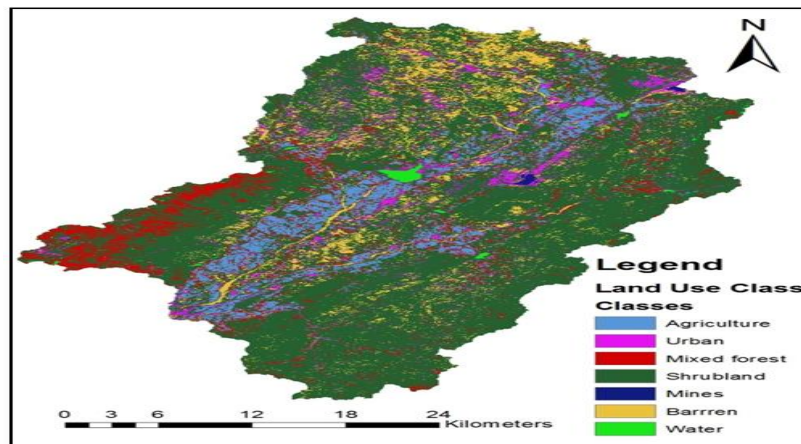 N
Legend
Land Use Class
Classes
Agriculture
Urban
Mixed forest
Shrubland
Mines
Barrren
Water
0 3 6 12 18 24
Kilometers